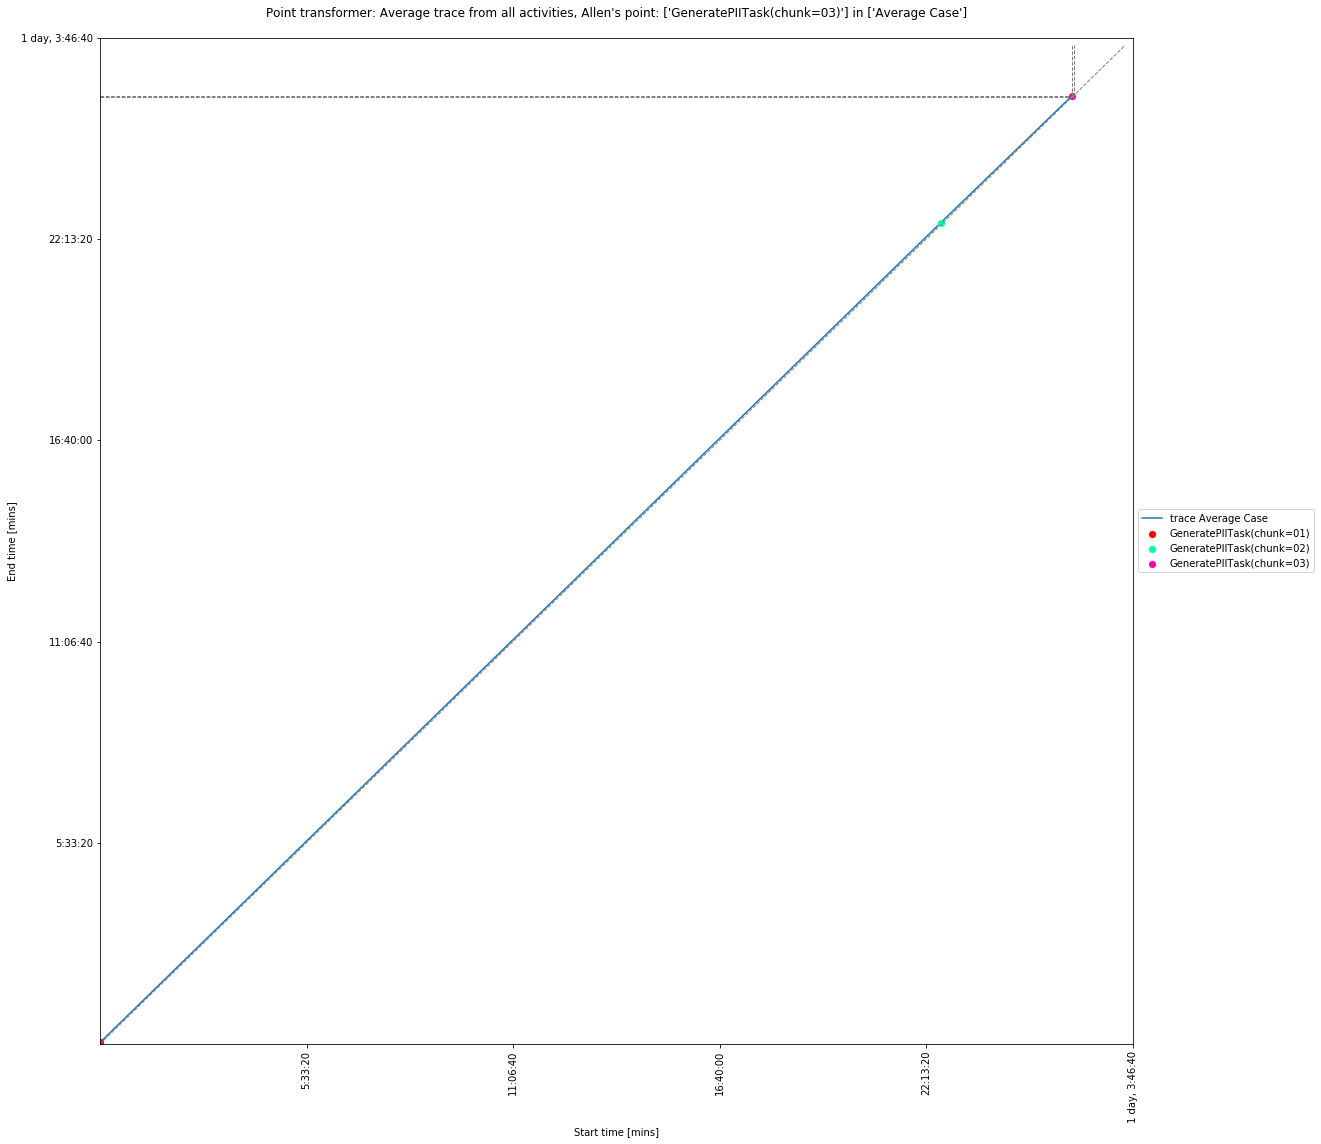 Point transformer: Average trace from all activities, Allen's point: ['GeneratePIITask(chunk=03)'] in ['Average Case']
1 day, 3:46:40
22:13:20
16:40:00
11:06:40
5:33:20
End time [mins]
trace Average Case
GeneratePIITask(chunk=01)
GeneratePIITask(chunk=02)
GeneratePIITask(chunk=03)
5:33:20
11:06:40
16:40:00
22:13:20
1 day, 3:46:40
Start time [mins]